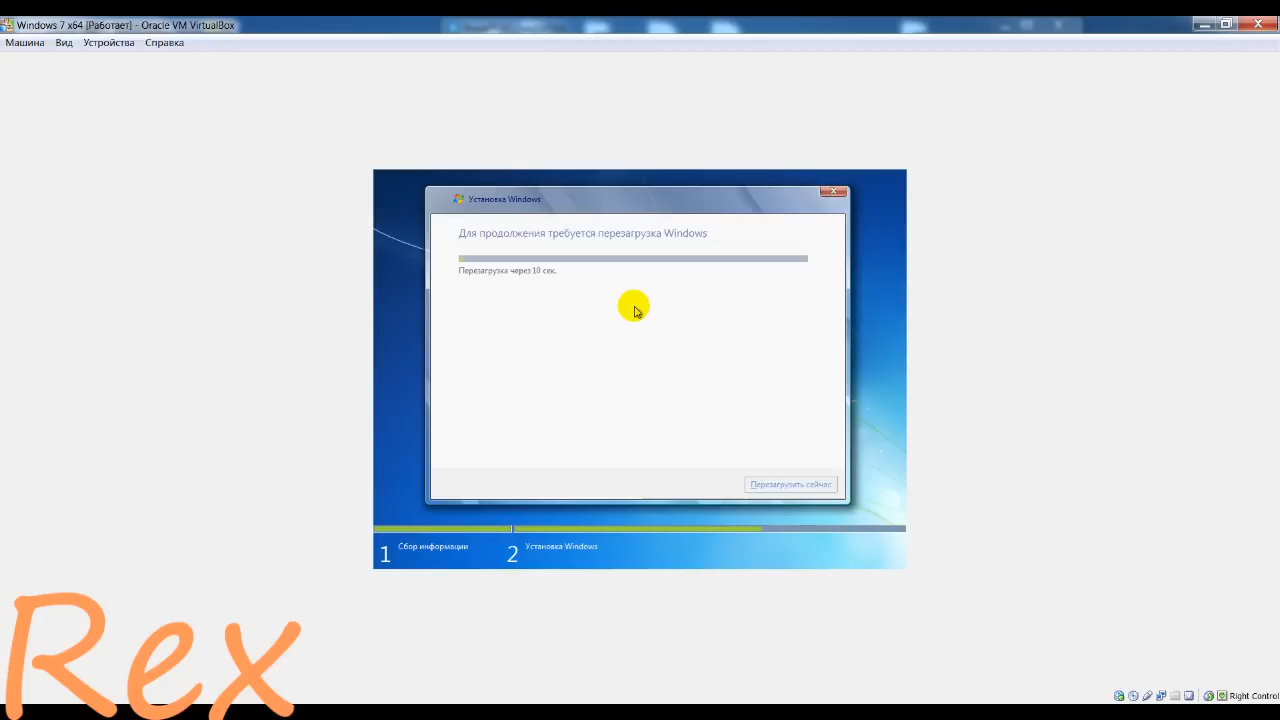 Windows 7 x64 [Работает] - Oracle VM VirtualBox
Машина Вид Устройства Справка
Установка Windows
Для продолжения требуется перезагрузка Windows
Перезагрузка через 10 сек.
Перезагрузить сейчас
1 Сбор информации 2 Установка Windows
Rex
Right Control